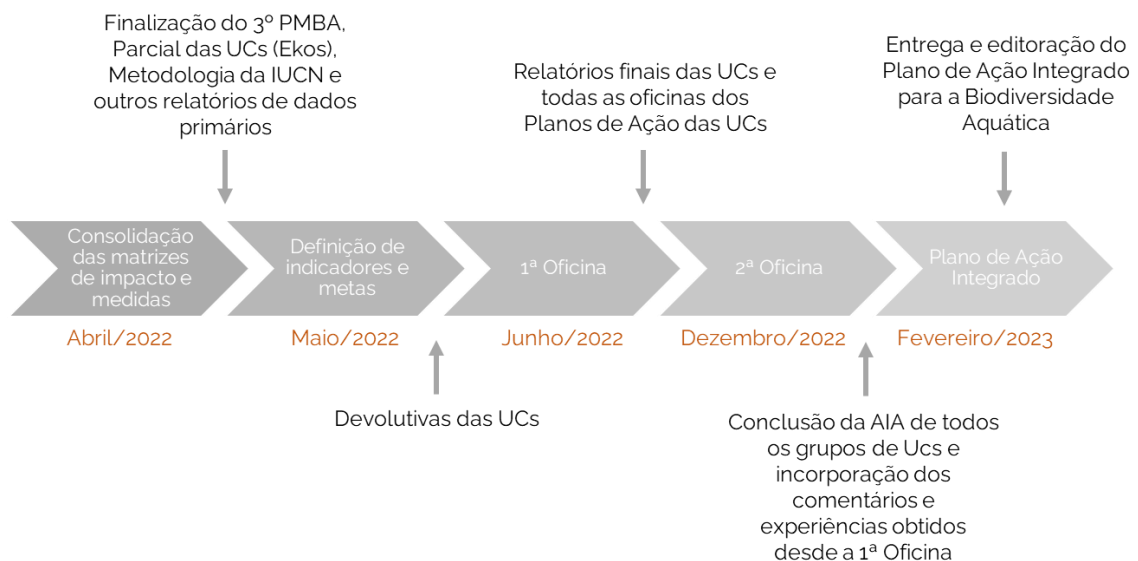 Finalização do 3º PMBA,
Parcial das UCs (Ekos),
Metodologia da IUCN e
outros relatórios de dados
primários
Relatórios finais das UCs e
todas as oficinas dos
Planos de Ação das UCs
Entrega e editoração do
Plano de Ação Integrado
para a Biodiversidade
Aquática
Consolidação
das matrizes
de impacto e
medidas
Definição de
indicadores e
metas
1ª Oficina
2ª Oficina
Plano de Ação
Integrado
Abril/2022
Maio/2022
Junho/2022
Dezembro/2022
Fevereiro/2023
Devolutivas das UCs
Conclusão da AIA de todos
os grupos de Ucs e
incorporação dos
comentários e
experiências obtidos
desde a 1ª Oficina